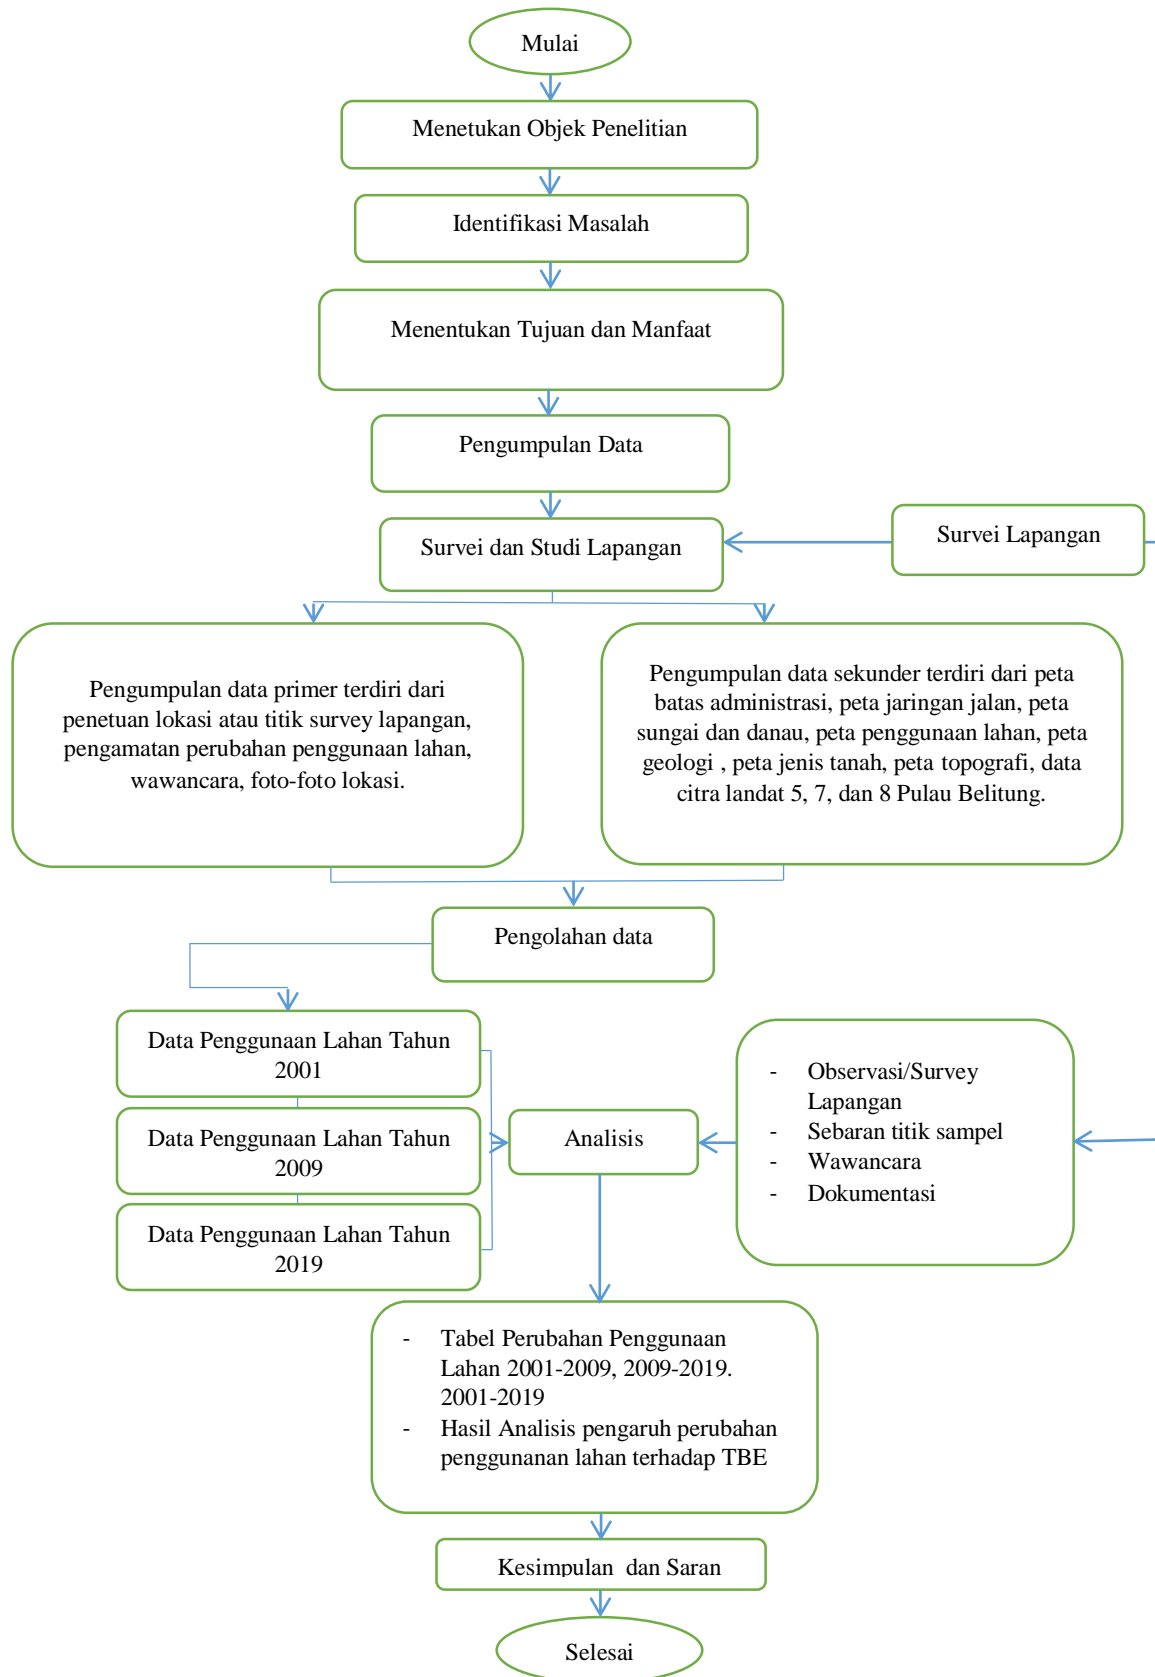 Mulai
Menetukan Objek Penelitian
Identifikasi Masalah
Menentukan Tujuan dan Manfaat
Pengumpulan Data
Survei dan Studi Lapangan
Survei Lapangan
Pengumpulan data primer terdiri dari
penetuan lokasi atau titik survey lapangan,
pengamatan perubahan penggunaan lahan,
wawancara, foto-foto lokasi.
Pengumpulan data sekunder terdiri dari peta
batas administrasi, peta jaringan jalan, peta
sungai dan danau, peta penggunaan lahan, peta
geologi , peta jenis tanah, peta topografi, data
citra landat 5, 7, dan 8 Pulau Belitung.
Pengolahan data
Data Penggunaan Lahan Tahun
2001
Data Penggunaan Lahan Tahun
2009
Data Penggunaan Lahan Tahun
2019
Analisis
- Observasi/Survey
Lapangan
- Sebaran titik sampel
- Wawancara
- Dokumentasi
- Tabel Perubahan Penggunaan
Lahan 2001-2009, 2009-2019.
2001-2019
- Hasil Analisis pengaruh perubahan
penggunanan lahan terhadap TBE
Kesimpulan dan Saran
Selesai